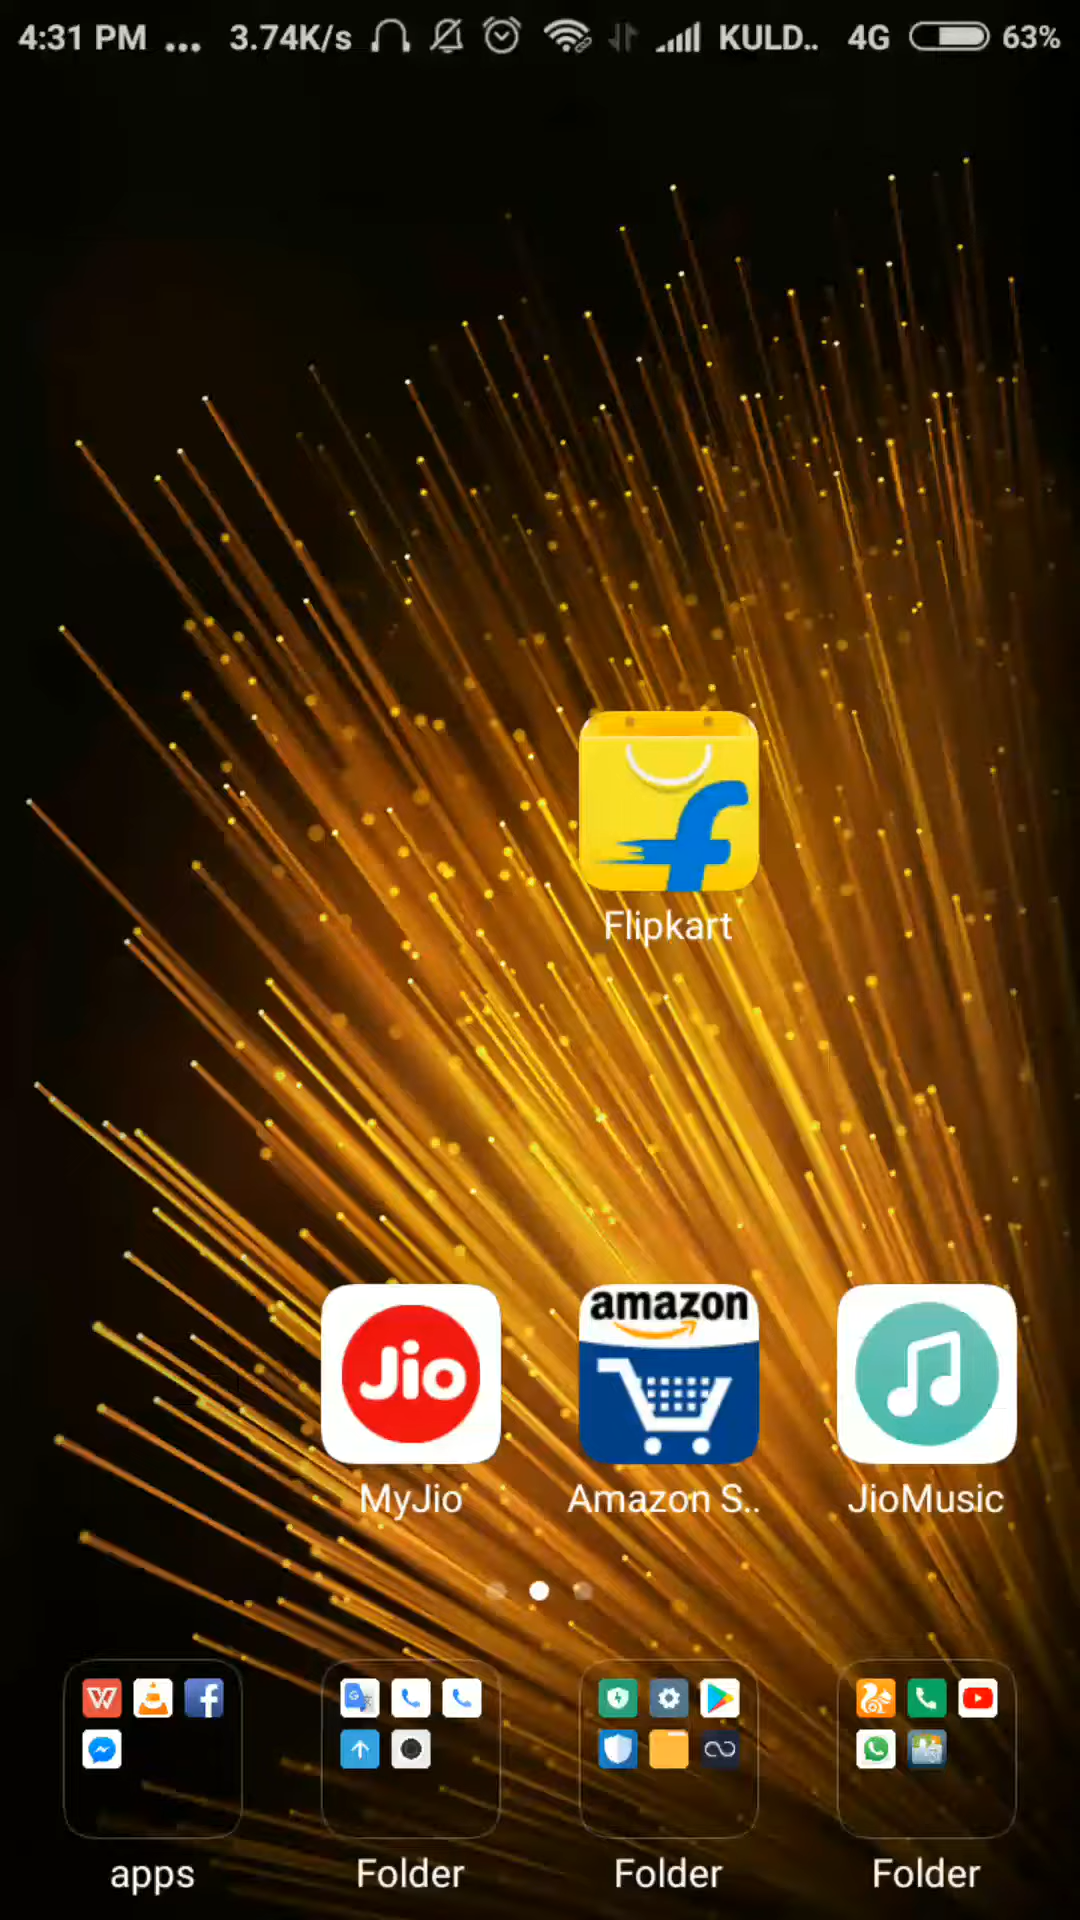 4:31 PM ... 3.74K/s KULD.. 4G 63%
Flipkart
Jio
amazon
MyJio
Amazon S..
JioMusic
apps
Folder
Folder
Folder